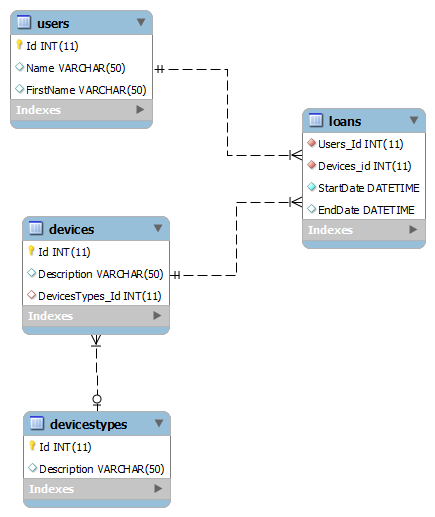 users
Id INT(11)
Name VARCHAR(50)
FirstName VARCHAR(50)
Indexes
loans
Users_Id INT(11)
Devices_id INT(11)
StartDate DATETIME
EndDate DATETIME
Indexes
devices
Id INT(11)
Description VARCHAR(50)
DevicesTypes_Id INT(11)
Indexes
devicestypes
Id INT(11)
Description VARCHAR(50)
Indexes